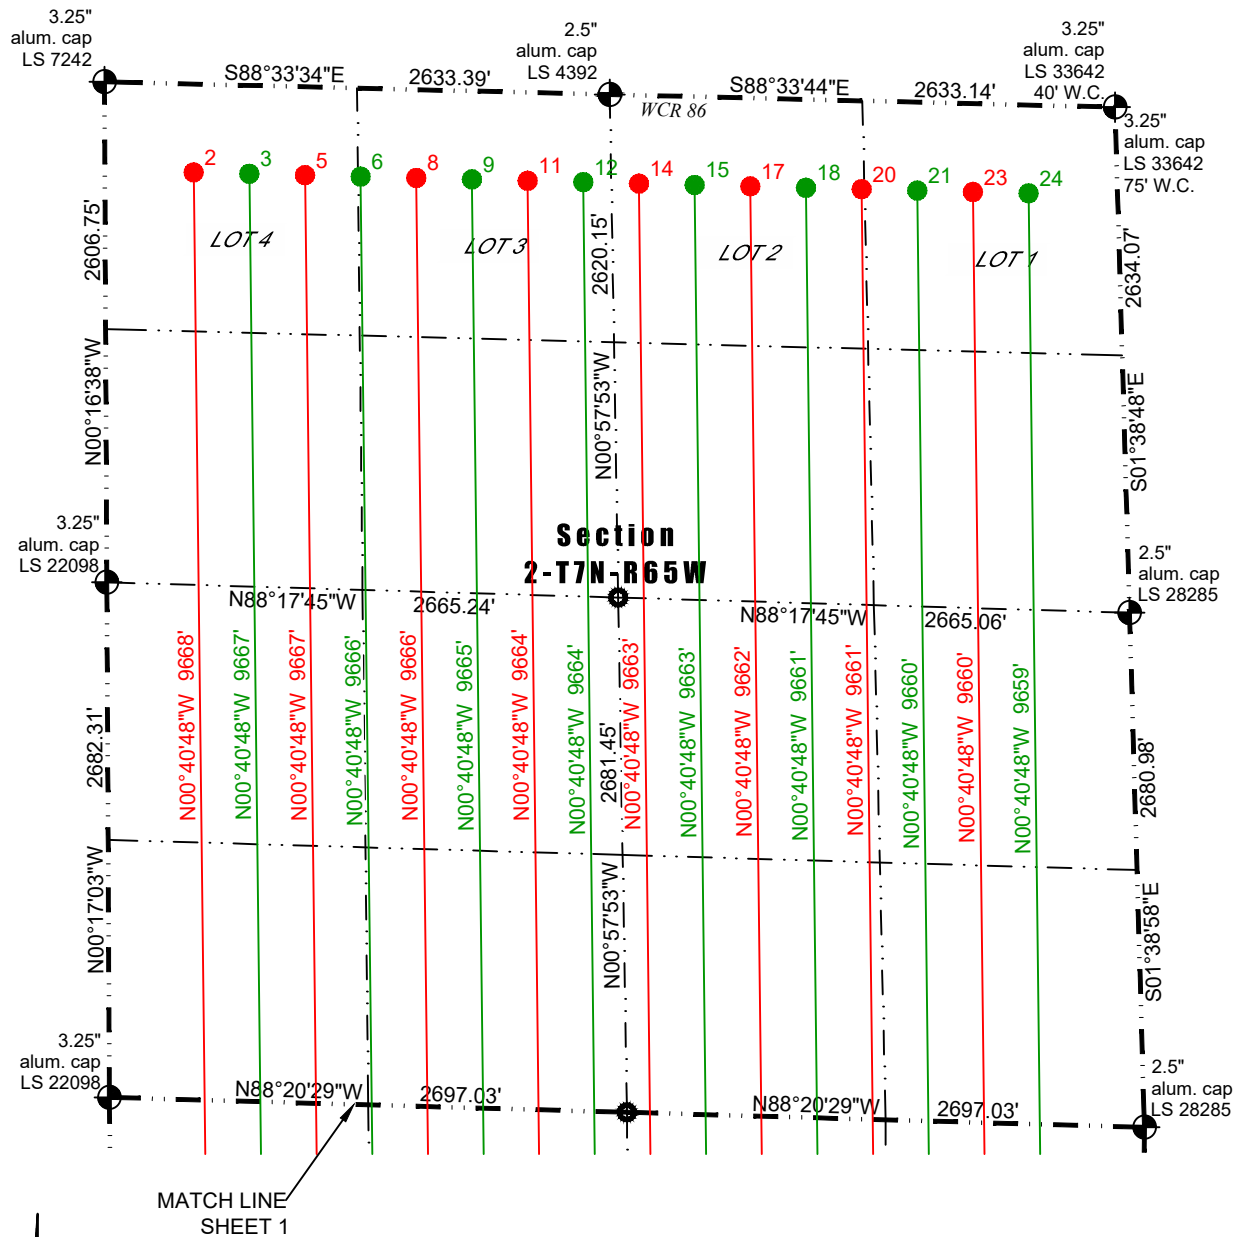 3.25"
alum. cap
LS 7242
2.5"
alum. cap
LS 4392
3.25"
alum. cap
LS 33642
40' W.C.
S88°33'34"E
2633.39'
S88°33'44"E
2633.14'
WCR 86
3.25"
alum. cap
LS 33642
75' W.C.
2
3
5
6
8
9
11
12
14
15
17
18
20
21
23
24
LOT 4
LOT 3
LOT 2
LOT 1
2606.75'
N00°16'38"W
2620.15'
N00°57'53"W
2634.07'
S01°38'48"E
Section
2-T7N-R65W
3.25"
alum. cap
LS 22098
2.5"
alum. cap
LS 28285
N88°17'45"W
2665.24'
N88°17'45"W
2665.06'
N00°40'48"W 9668'
N00°40'48"W 9667'
N00°40'48"W 9667'
N00°40'48"W 9666'
N00°40'48"W 9666'
N00°40'48"W 9665'
N00°40'48"W 9664'
N00°40'48"W 9664'
N00°40'48"W 9663'
N00°40'48"W 9663'
N00°40'48"W 9662'
N00°40'48"W 9661'
N00°40'48"W 9661'
N00°40'48"W 9660'
N00°40'48"W 9660'
N00°40'48"W 9659'
2682.31'
N00°17'03"W
2681.45'
N00°57'53"W
2680.98'
S01°38'58"E
3.25"
alum. cap
LS 22098
N88°20'29"W
2697.03'
N88°20'29"W
2697.03'
2.5"
alum. cap
LS 28285
MATCH LINE
SHEET 1